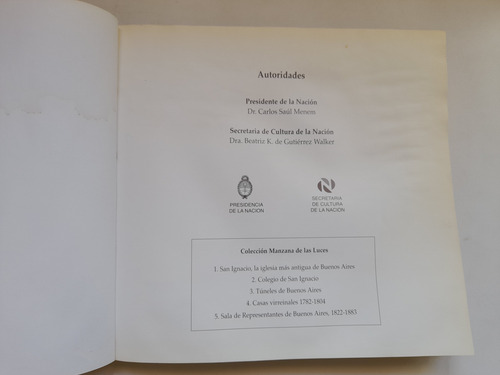 Autoridades
Presidente de la Nación
Dr. Carlos Saúl Menem
Secretaria de Cultura de la Nación
Dra. Beatriz K. de Gutiérrez Walker
PRESIDENCIA
DE LA NACION
SECRETARIA
DE CULTURA
DE LA NACION
Colección Manzana de las Luces
1. San Ignacio, la iglesia más antigua de Buenos Aires
2. Colegio de San Ignacio
3. Túneles de Buenos Aires
4. Casas virreinales 1782-1804
5. Sala de Representantes de Buenos Aires, 1822-1883